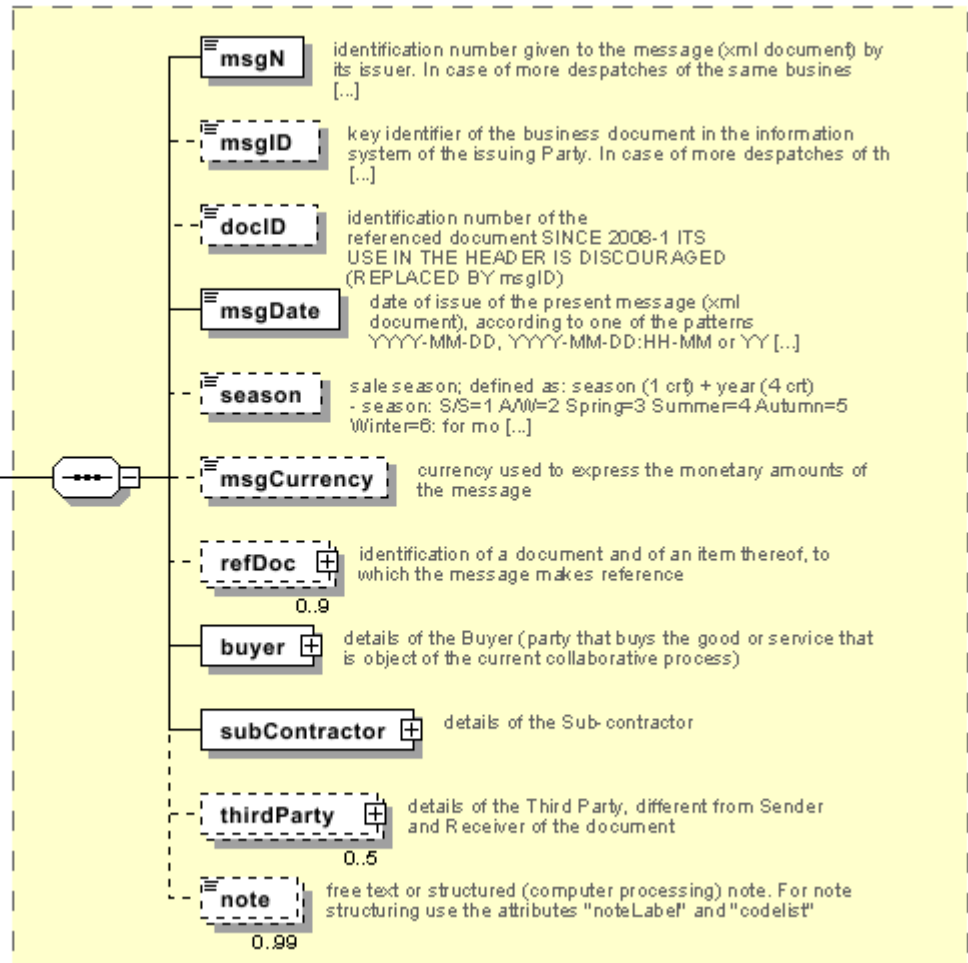 msgN
identification number given to the message (xml document) by
its issuer. In case of more despatches of the same busines
[...]
msgID
key identifier of the business document in the information
system of the issuing Party. In case of more despatches of th
[...]
docID
identification number of the
referenced document SINCE 2008-1 ITS
USE IN THE HEADER IS DISCOURAGED
(REPLACED BY msgID)
msgDate
date of issue of the present message (xml
document), according to one of the patterns
YYYY-MM-DD, YYYY-MM-DD:HH-MM or YY [...]
season
sale season; defined as: season (1 crt) + year (4 crt)
- season: S/S=1 A/W=2 Spring=3 Summer=4 Autumn=5
Winter=6: for mo [...]
msgCurrency
currency used to express the monetary amounts of
the message
refDoc
identification of a document and of an item thereof, to
which the message makes reference
0..9
buyer
details of the Buyer (party that buys the good or service that
is object of the current collaborative process)
subContractor
details of the Sub-contractor
thirdParty
details of the Third Party, different from Sender
and Receiver of the document
0..5
note
free text or structured (computer processing) note. For note
structuring use the attributes "noteLabel" and "codelist"
0..99